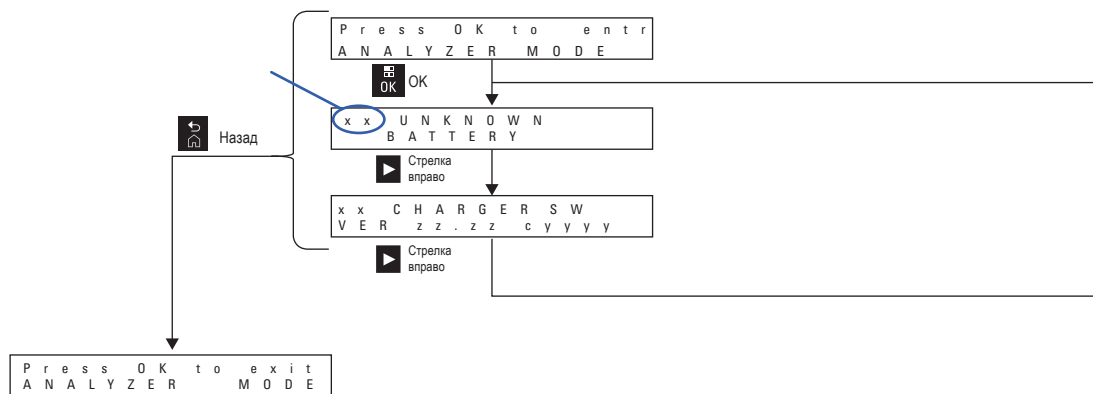 Press OK to entr
ANALYZER MODE
OK OK
xx UNKNOWN
BATTERY
Назад
Стрелка
вправо
xx CHARGER SW
VER zz.zz cyyyy
Стрелка
вправо
Press OK to exit
ANALYZER MODE